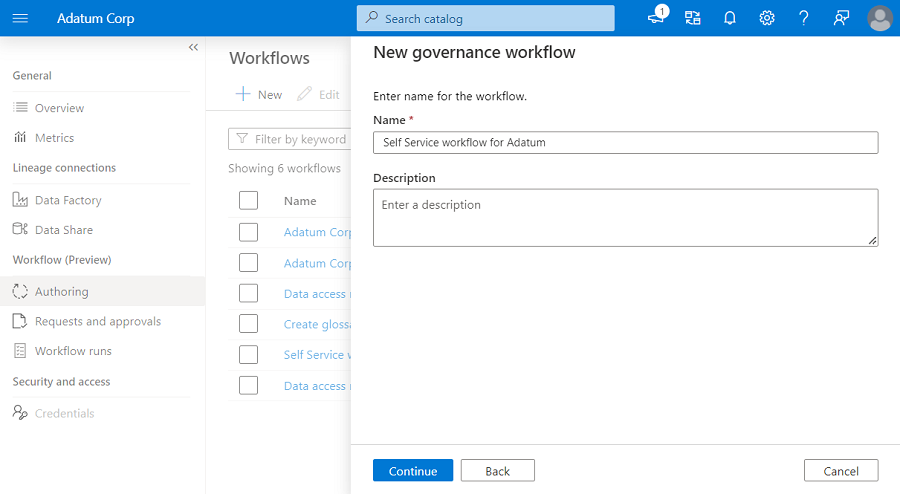 Adatum Corp
Search catalog
1
General
Overview
Metrics
Lineage connections
Data Factory
Data Share
Workflow (Preview)
Authoring
Requests and approvals
Workflow runs
Security and access
Credentials
Workflows
New
Edit
Filter by keyword
Showing 6 workflows
Name
Adatum Corp
Adatum Corp
Data access
Create gloss
Self Service
Data access
New governance workflow
Enter name for the workflow.
Name *
Self Service workflow for Adatum
Description
Enter a description
Continue
Back
Cancel